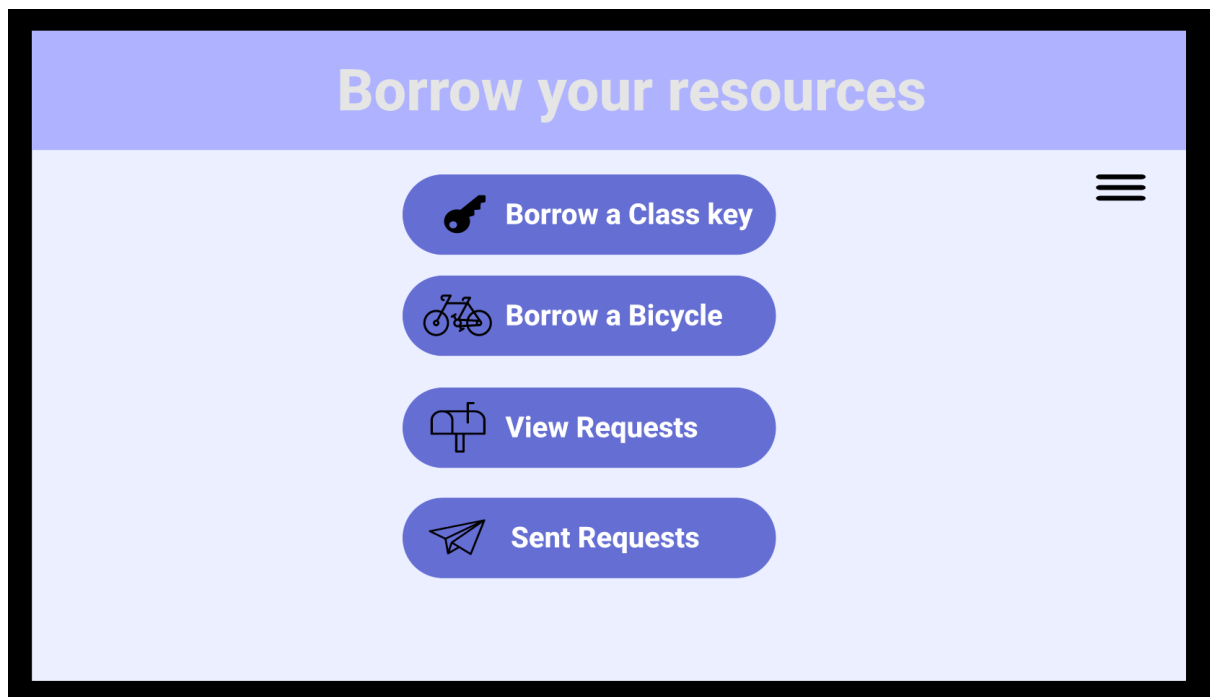 Borrow your resources
Borrow a Class key
Borrow a Bicycle
View Requests
Sent Requests